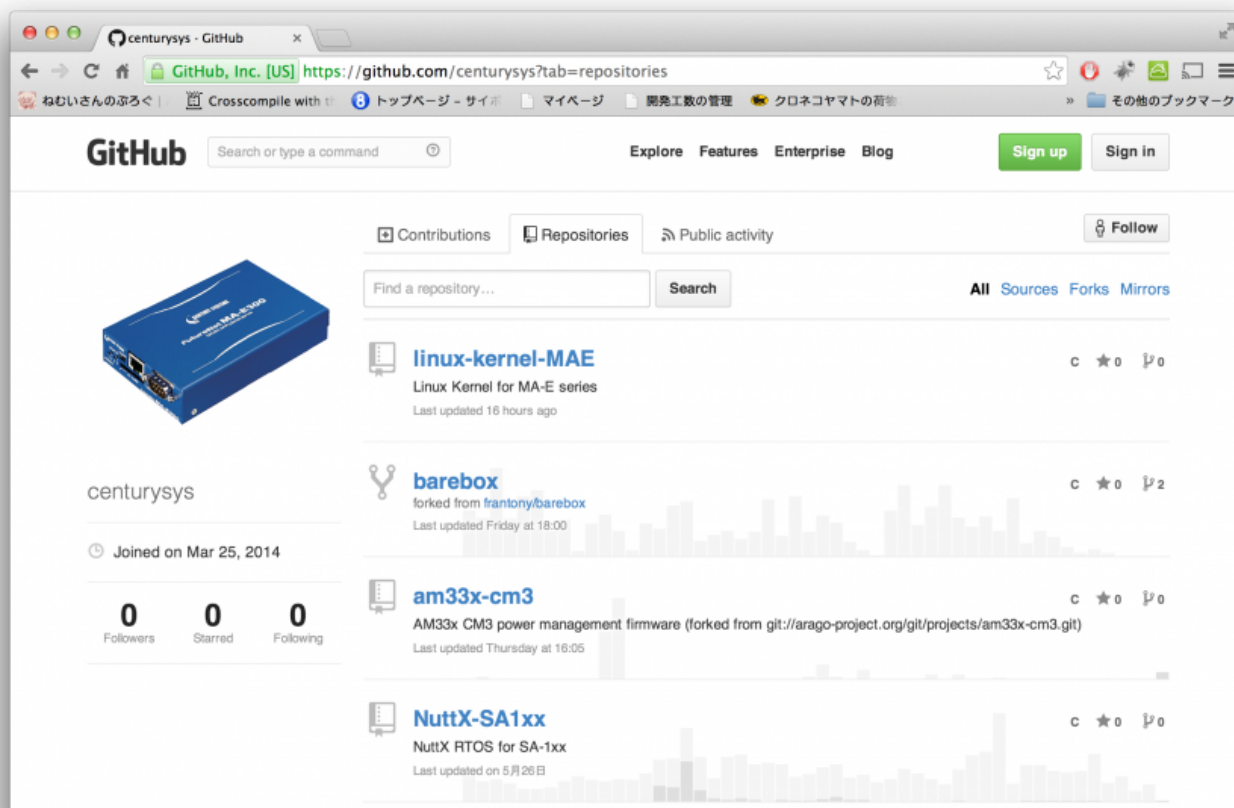 centurysys · GitHub
GitHub, Inc. [US] https://github.com/centurysys?tab=repositories
ねむいさんのぶろぐ | Crosscompile with トップページ - サイボ マイページ 開発工数の管理 クロネコヤマトの荷物 » その他のブックマーク
GitHub Search or type a command Explore Features Enterprise Blog Sign up Sign in
Contributions Repositories Public activity Follow
Find a repository... Search All Sources Forks Mirrors
FutureNet MA-E300
linux-kernel-MAE C 0 0
Linux Kernel for MA-E series
Last updated 16 hours ago
barebox C 0 2
forked from frantony/barebox
Last updated Friday at 18:00
centurysys
Joined on Mar 25, 2014
0 0 0
Followers Starred Following
am33x-cm3 C 0 0
AM33x CM3 power management firmware (forked from git://arago-project.org/git/projects/am33x-cm3.git)
Last updated Thursday at 16:05
NuttX-SA1xx C 0 0
NuttX RTOS for SA-1xx
Last updated on 5月26日